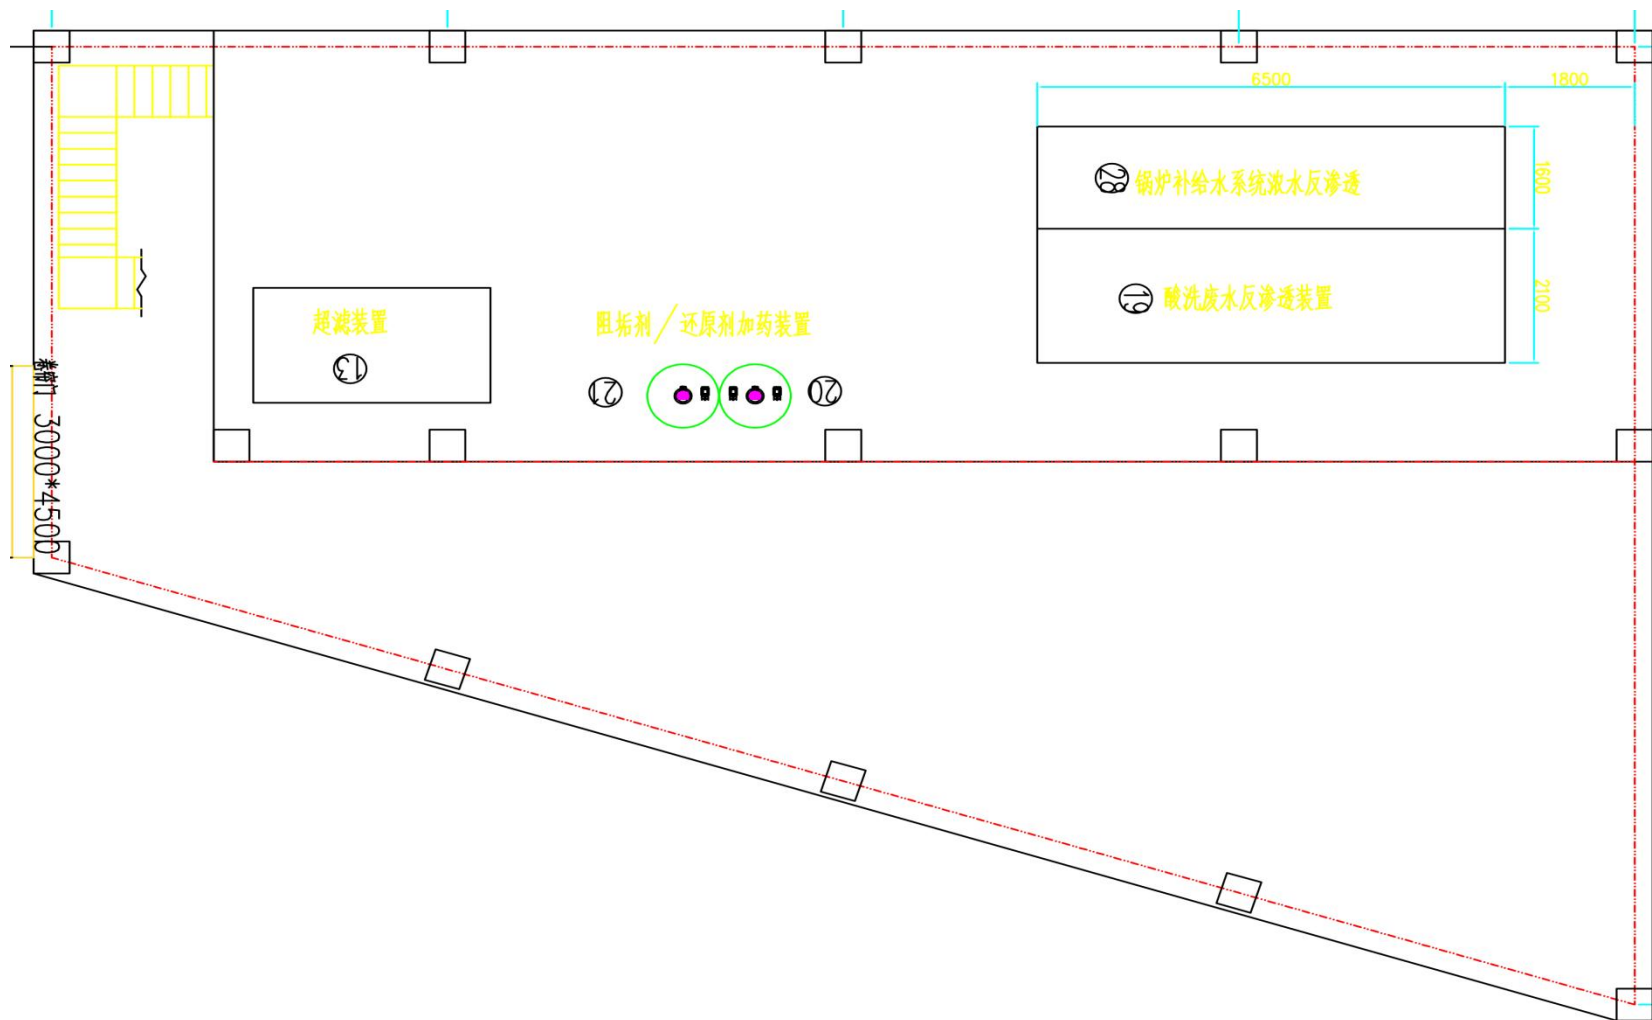 6500
1800
28
锅炉补给水系统浓水反渗透
1600
19
酸洗废水反渗透装置
2100
超滤装置
13
阻垢剂/还原剂加药装置
21
20
卷帘门 3000*4500